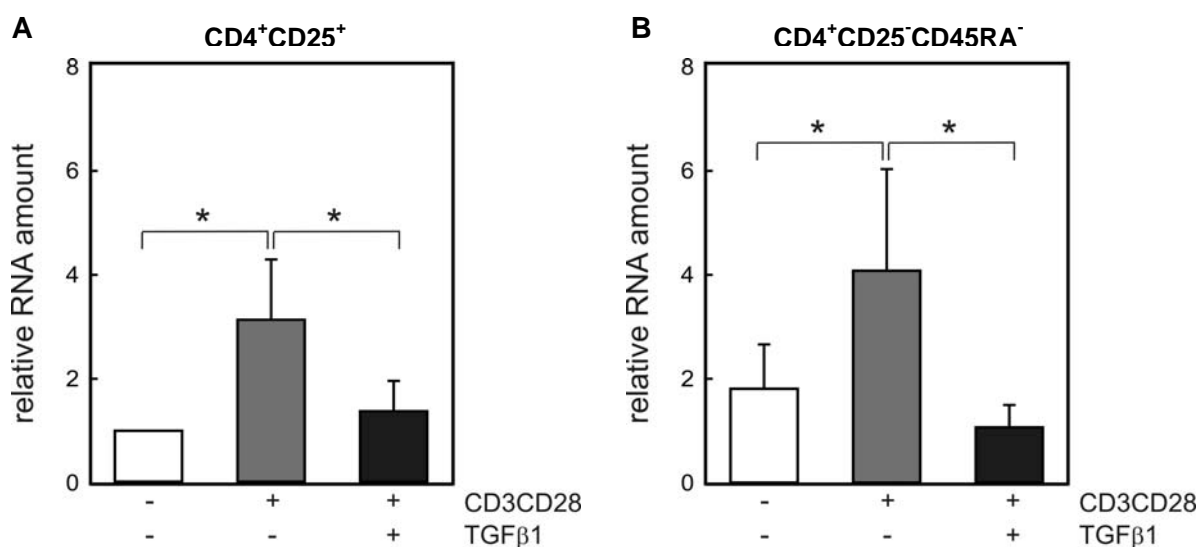 A
CD4⁺CD25⁺
8
6
4
2
0
relative RNA amount
*
*
- + + CD3CD28
- - + TGFβ1
B
CD4⁺CD25⁻CD45RA⁻
8
6
4
2
0
relative RNA amount
*
*
- + + CD3CD28
- - + TGFβ1